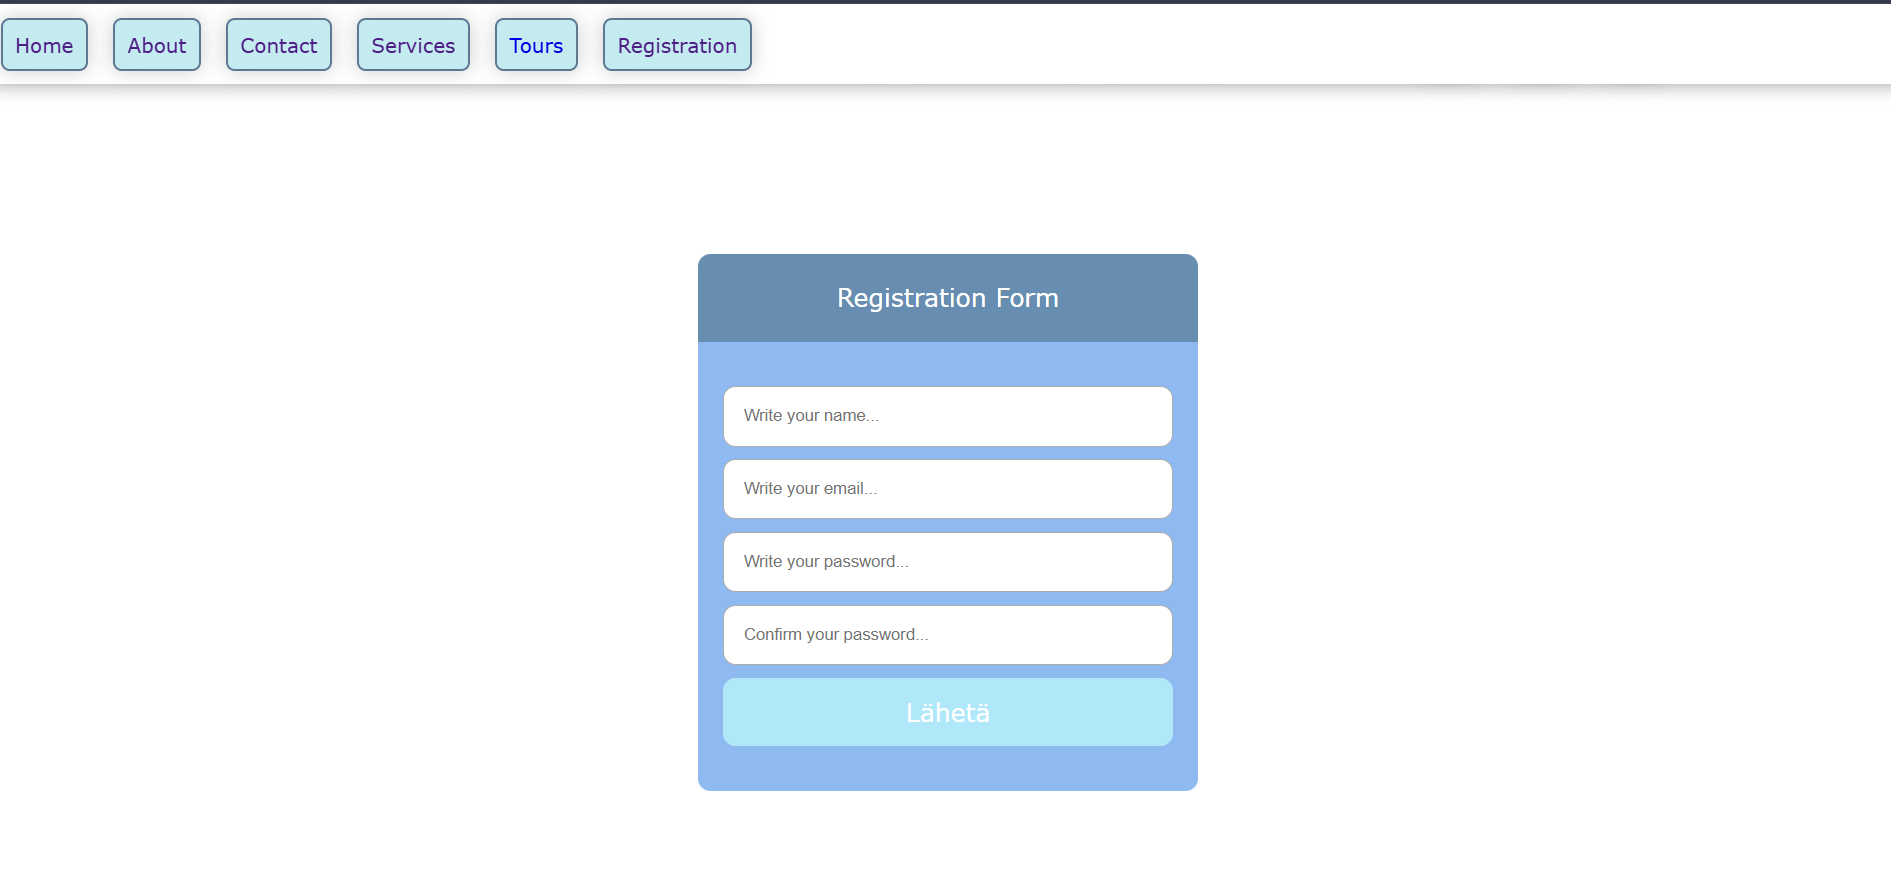 Home About Contact Services Tours Registration
Registration Form
Write your name...
Write your email...
Write your password...
Confirm your password...
Lähetä